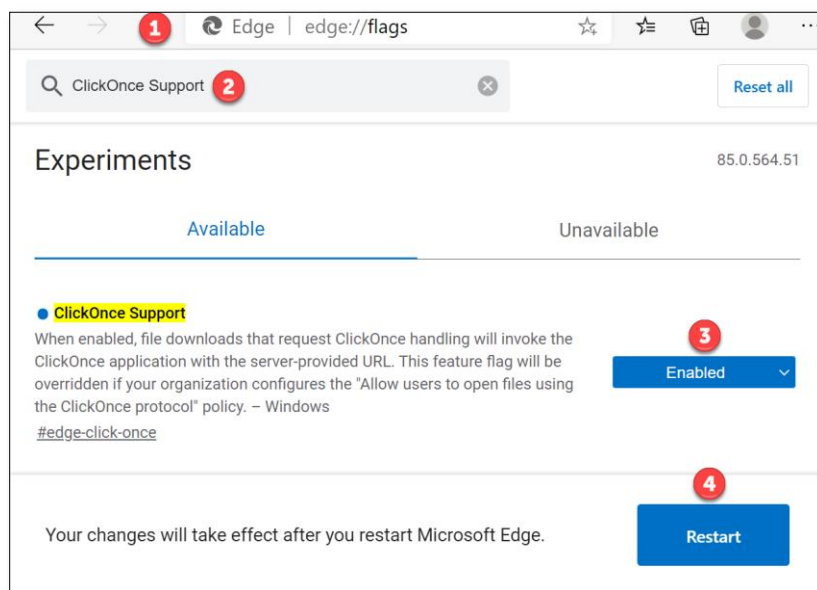 1 Edge | edge://flags
ClickOnce Support 2
Reset all
Experiments
85.0.564.51
Available
Unavailable
ClickOnce Support
When enabled, file downloads that request ClickOnce handling will invoke the
ClickOnce application with the server-provided URL. This feature flag will be
overridden if your organization configures the "Allow users to open files using
the ClickOnce protocol" policy. – Windows
#edge-click-once
3
Enabled
4
Your changes will take effect after you restart Microsoft Edge.
Restart